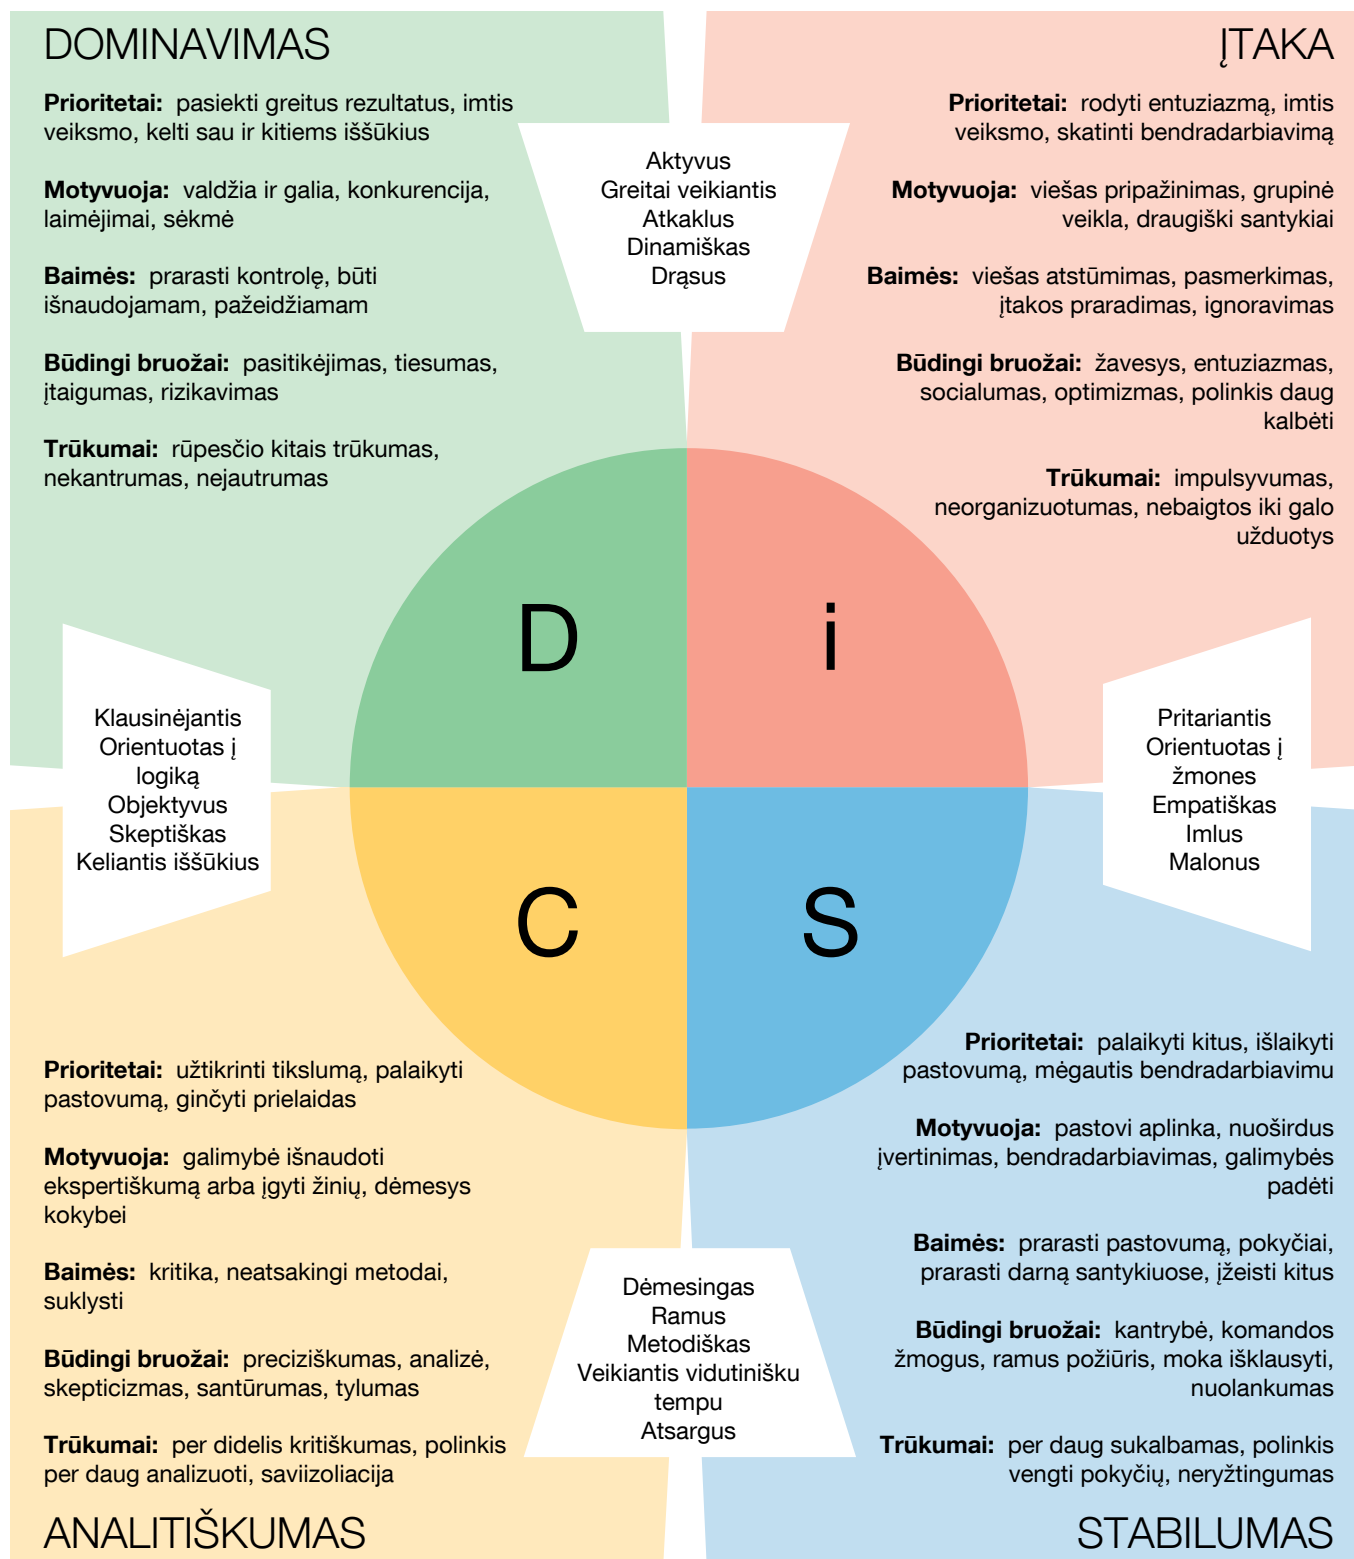 DOMINAVIMAS
Prioritetai: pasiekti greitus rezultatus, imtis
veiksmo, kelti sau ir kitiems iššūkius
Motyvuoja: valdžia ir galia, konkurencija,
laimėjimai, sėkmė
Baimės: prarasti kontrolę, būti
išnaudojamam, pažeidžiamam
Būdingi bruožai: pasitikėjimas, tiesumas,
įtaigumas, rizikavimas
Trūkumai: rūpesčio kitais trūkumas,
nekantrumas, nejautrumas
Aktyvus
Greitai veikiantis
Atkaklus
Dinamiškas
Drąsus
ĮTAKA
Prioritetai: rodyti entuziazmą, imtis
veiksmo, skatinti bendradarbiavimą
Motyvuoja: viešas pripažinimas, grupinė
veikla, draugiški santykiai
Baimės: viešas atstūmimas, pasmerkimas,
įtakos praradimas, ignoravimas
Būdingi bruožai: žavesys, entuziazmas,
socialumas, optimizmas, polinkis daug
kalbėti
Trūkumai: impulsyvumas,
neorganizuotumas, nebaigtos iki galo
užduotys
D
i
Klausinėjantis
Orientuotas į
logiką
Objektyvus
Skeptiškas
Keliantis iššūkius
Pritariantis
Orientuotas į
žmones
Empatiškas
Imlus
Malonus
C
S
Prioritetai: užtikrinti tikslumą, palaikyti
pastovumą, ginčyti prielaidas
Motyvuoja: galimybė išnaudoti
ekspertiškumą arba įgyti žinių, dėmesys
kokybei
Baimės: kritika, neatsakingi metodai,
suklysti
Būdingi bruožai: preciziškumas, analizė,
skepticizmas, santūrumas, tylumas
Trūkumai: per didelis kritiškumas, polinkis
per daug analizuoti, saviizoliacija
ANALITIŠKUMAS
Dėmesingas
Ramus
Metodiškas
Veikiantis vidutinišku
tempu
Atsargus
Prioritetai: palaikyti kitus, išlaikyti
pastovumą, mėgautis bendradarbiavimu
Motyvuoja: pastovi aplinka, nuoširdus
įvertinimas, bendradarbiavimas, galimybės
padėti
Baimės: prarasti pastovumą, pokyčiai,
prarasti darną santykiuose, įžeisti kitus
Būdingi bruožai: kantrybė, komandos
žmogus, ramus požiūris, moka išklausyti,
nuolankumas
Trūkumai: per daug sukalbamas, polinkis
vengti pokyčių, neryžtingumas
STABILUMAS